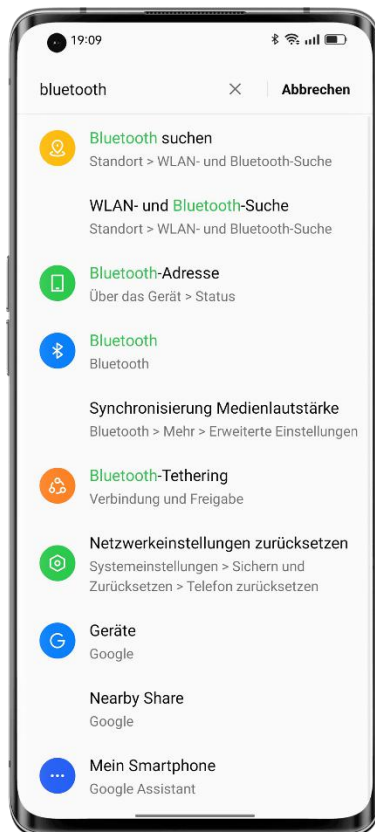 19:09
bluetooth
Abbrechen
Bluetooth suchen
Standort > WLAN- und Bluetooth-Suche
WLAN- und Bluetooth-Suche
Standort > WLAN- und Bluetooth-Suche
Bluetooth-Adresse
Über das Gerät > Status
Bluetooth
Bluetooth
Synchronisierung Medienlautstärke
Bluetooth > Mehr > Erweiterte Einstellungen
Bluetooth-Tethering
Verbindung und Freigabe
Netzwerkeinstellungen zurücksetzen
Systemeinstellungen > Sichern und
Zurücksetzen > Telefon zurücksetzen
G
Geräte
Google
Nearby Share
Google
Mein Smartphone
Google Assistant